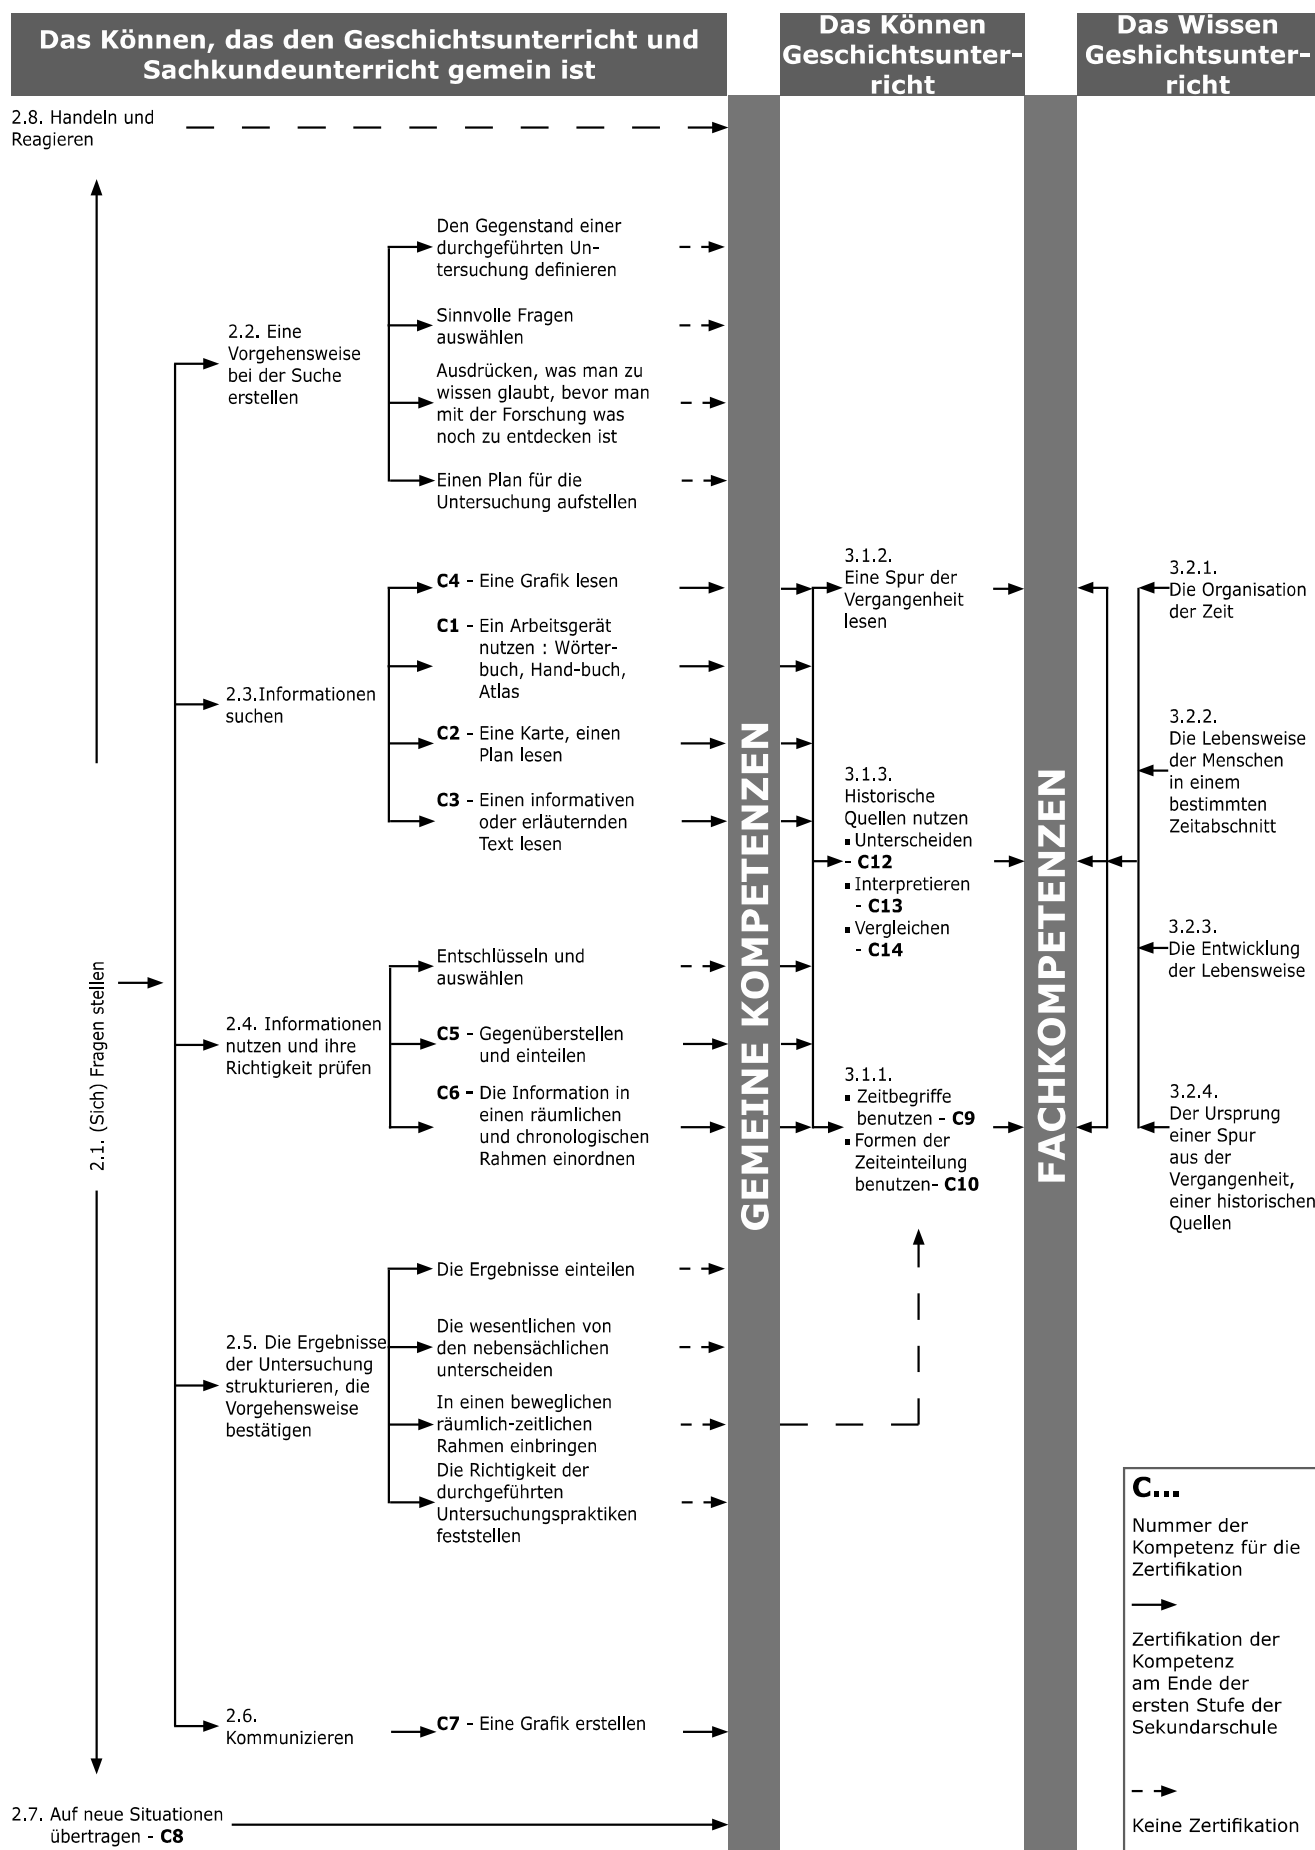 Das Können, das den Geschichtsunterricht und
Sachkundeunterricht gemein ist
Das Können
Geschichtsunter-
richt
Das Wissen
Geshichtsunter-
richt
2.8. Handeln und
Reagieren
2.1. (Sich) Fragen stellen
2.2. Eine
Vorgehensweise
bei der Suche
erstellen
Den Gegenstand einer
durchgeführten Un-
tersuchung definieren
Sinnvolle Fragen
auswählen
Ausdrücken, was man zu
wissen glaubt, bevor man
mit der Forschung was
noch zu entdecken ist
Einen Plan für die
Untersuchung aufstellen
2.3.Informationen
suchen
C4 - Eine Grafik lesen
C1 - Ein Arbeitsgerät
nutzen : Wörter-
buch, Hand-buch,
Atlas
C2 - Eine Karte, einen
Plan lesen
C3 - Einen informativen
oder erläuternden
Text lesen
2.4. Informationen
nutzen und ihre
Richtigkeit prüfen
Entschlüsseln und
auswählen
C5 - Gegenüberstellen
und einteilen
C6 - Die Information in
einen räumlichen
und chronologischen
Rahmen einordnen
2.5. Die Ergebnisse
der Untersuchung
strukturieren, die
Vorgehensweise
bestätigen
Die Ergebnisse einteilen
Die wesentlichen von
den nebensächlichen
unterscheiden
In einen beweglichen
räumlich-zeitlichen
Rahmen einbringen
Die Richtigkeit der
durchgeführten
Untersuchungspraktiken
feststellen
2.6.
Kommunizieren
C7 - Eine Grafik erstellen
2.7. Auf neue Situationen
übertragen - C8
GEMEINE KOMPETENZEN
3.1.2.
Eine Spur der
Vergangenheit
lesen
3.1.3.
Historische
Quellen nutzen
▪ Unterscheiden
- C12
▪ Interpretieren
- C13
▪ Vergleichen
- C14
3.1.1.
▪ Zeitbegriffe
benutzen - C9
▪ Formen der
Zeiteinteilung
benutzen- C10
FACHKOMPETENZEN
3.2.1.
Die Organisation
der Zeit
3.2.2.
Die Lebensweise
der Menschen
in einem
bestimmten
Zeitabschnitt
3.2.3.
Die Entwicklung
der Lebensweise
3.2.4.
Der Ursprung
einer Spur
aus der
Vergangenheit,
einer historischen
Quellen
C...
Nummer der
Kompetenz für die
Zertifikation
Zertifikation der
Kompetenz
am Ende der
ersten Stufe der
Sekundarschule
Keine Zertifikation